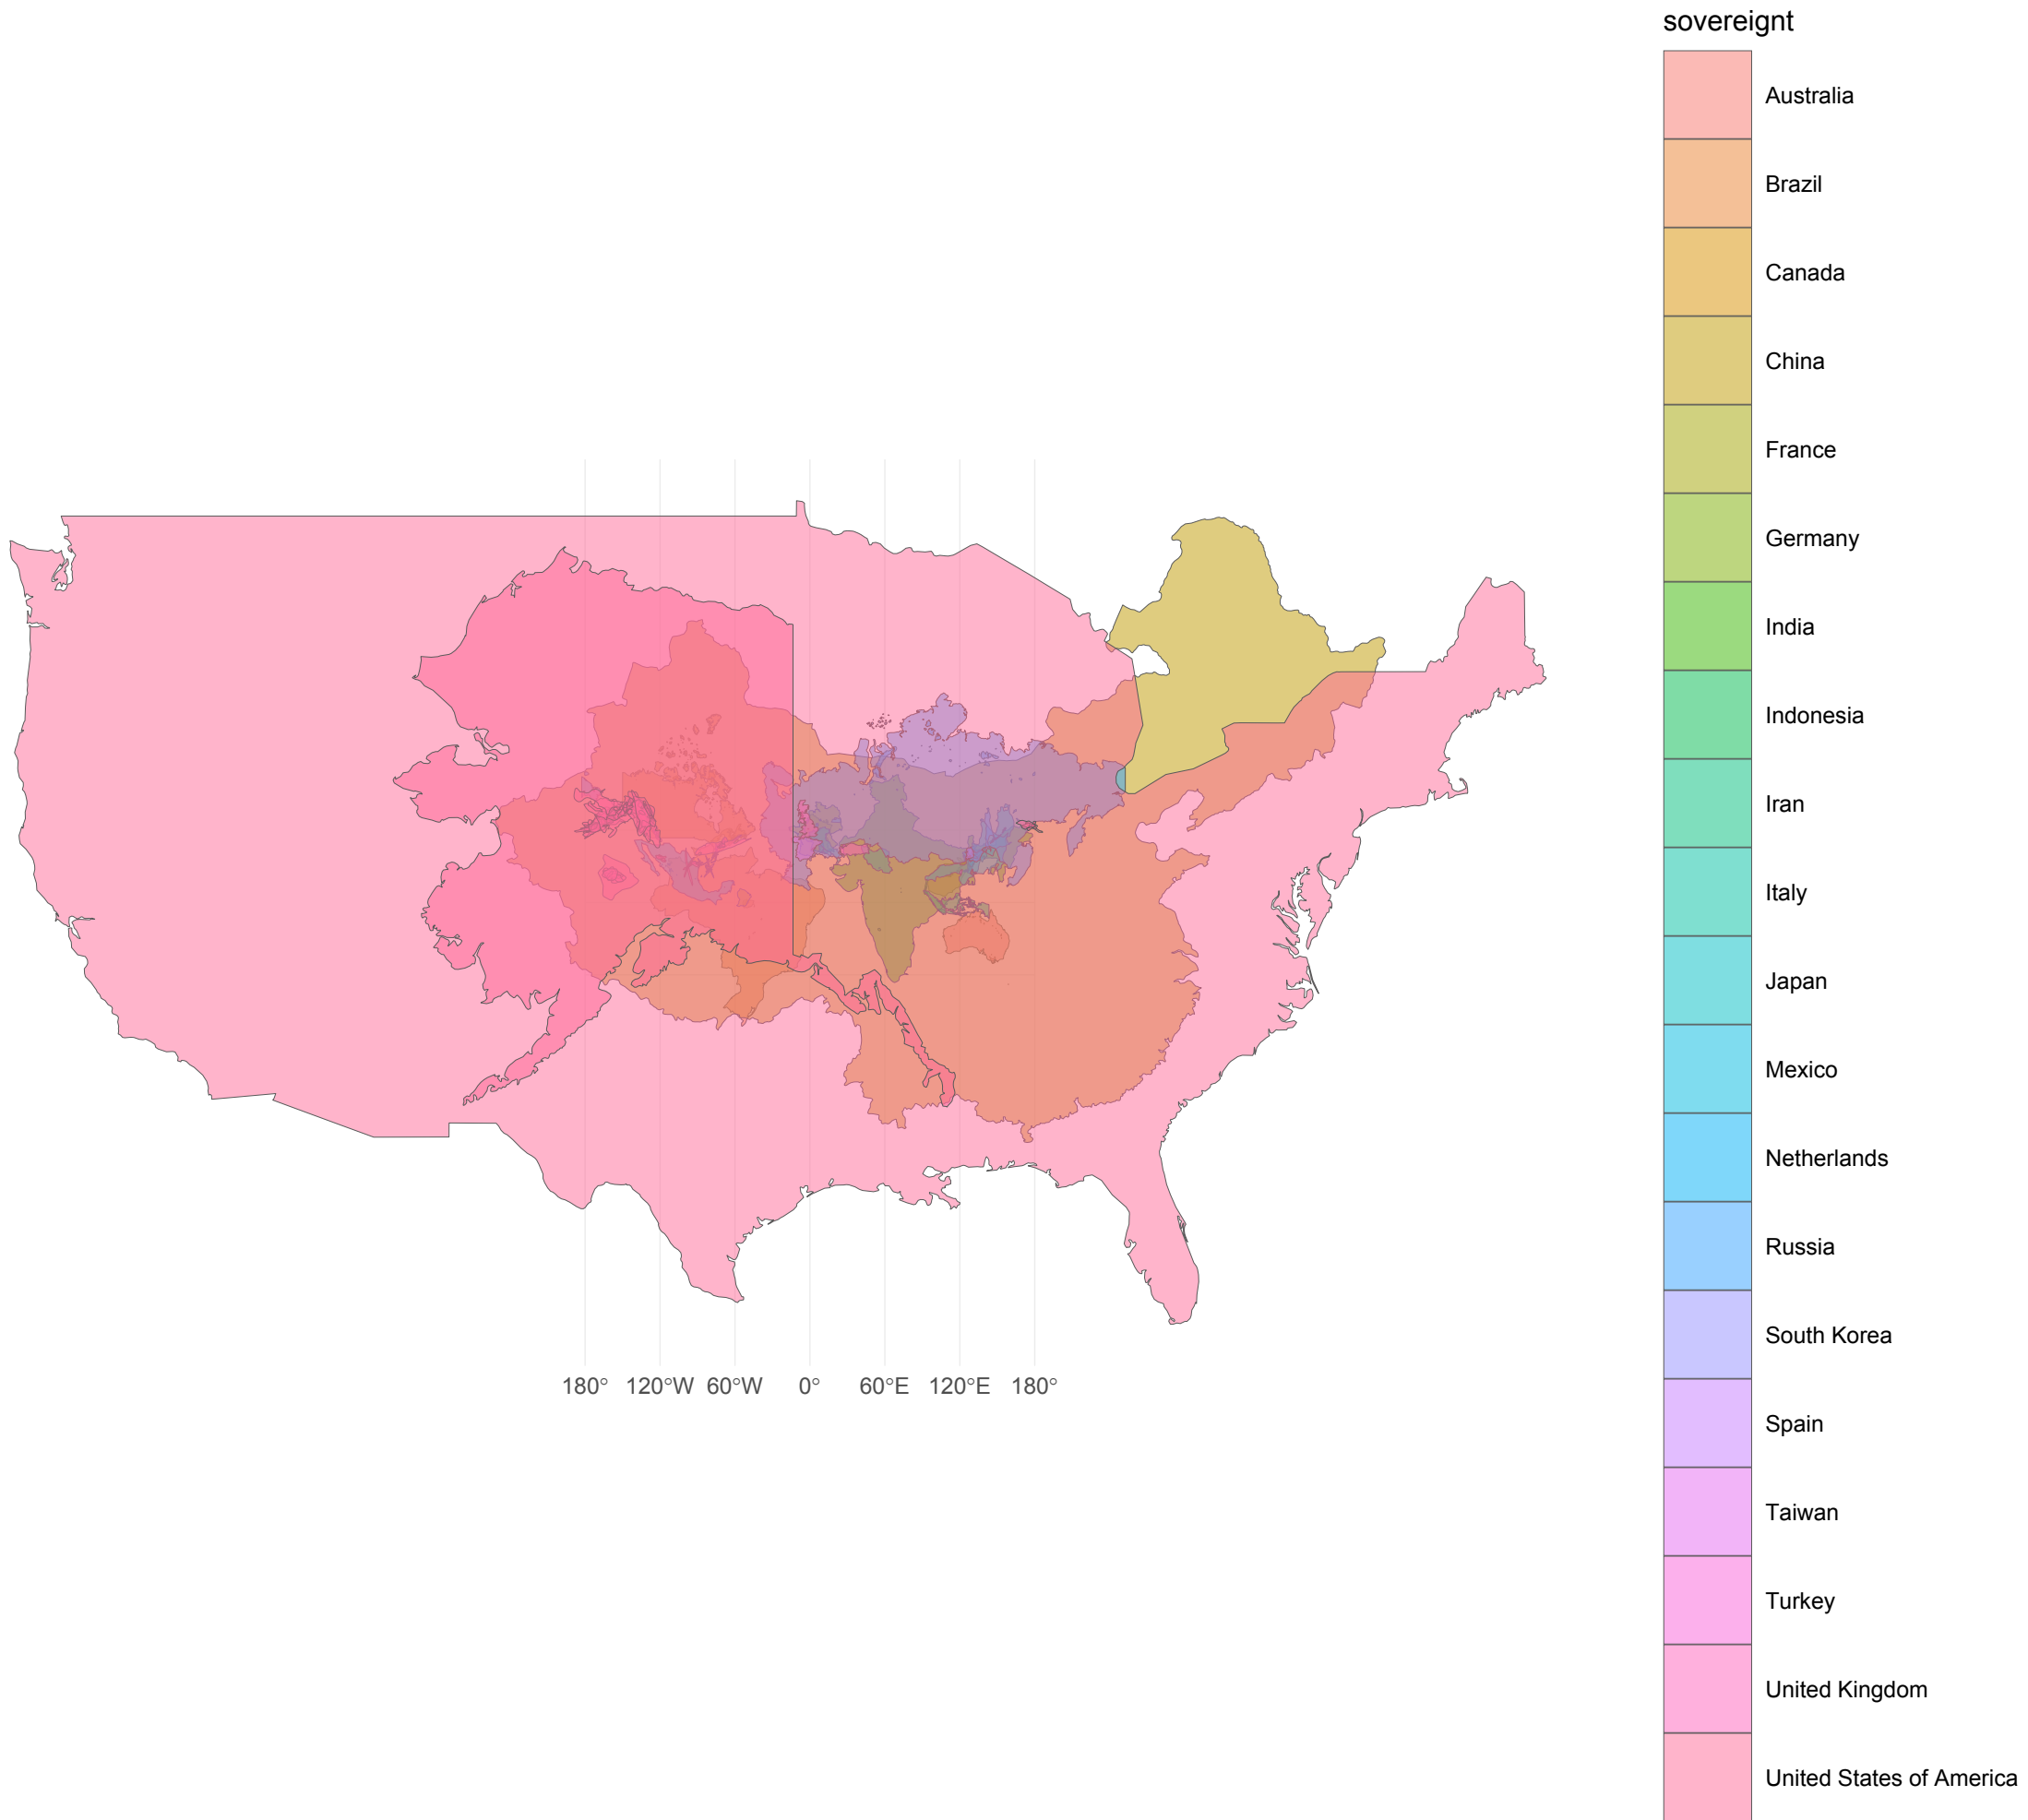 sovereignt
Australia
Brazil
Canada
China
France
Germany
India
Indonesia
Iran
Italy
Japan
Mexico
Netherlands
Russia
South Korea
Spain
Taiwan
Turkey
United Kingdom
United States of America
180° 120°W 60°W 0° 60°E 120°E 180°